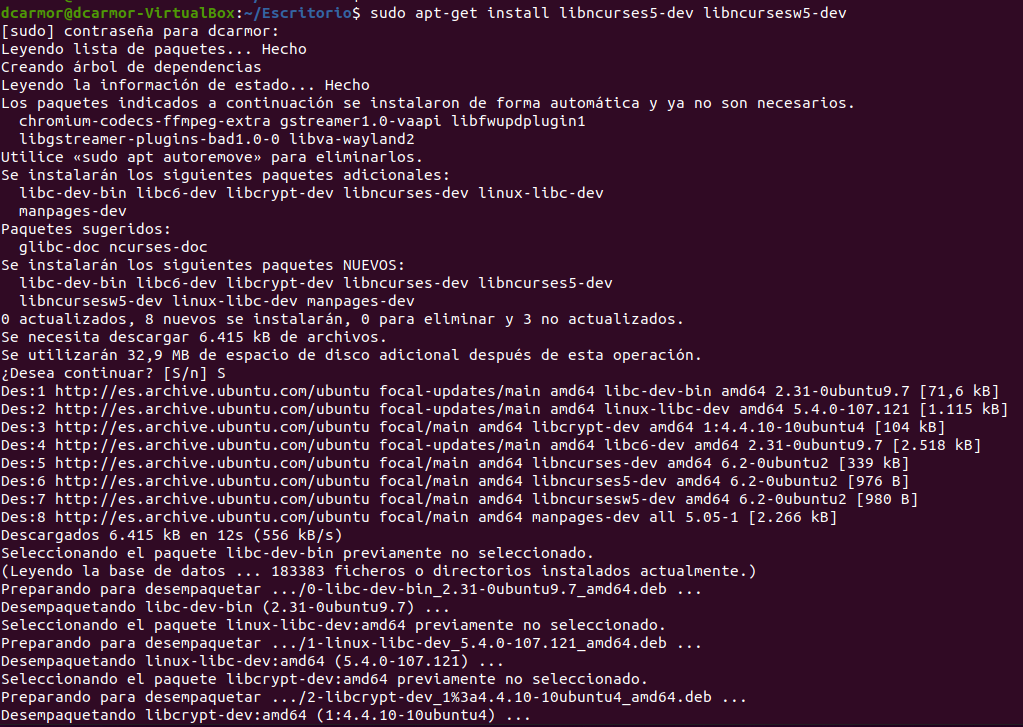 dcarmor@dcarmor-VirtualBox:~/Escritorio$ sudo apt-get install libncurses5-dev libncursesw5-dev
[sudo] contraseña para dcarmor:
Leyendo lista de paquetes... Hecho
Creando árbol de dependencias
Leyendo la información de estado... Hecho
Los paquetes indicados a continuación se instalaron de forma automática y ya no son necesarios.
  chromium-codecs-ffmpeg-extra gstreamer1.0-vaapi libfwupdplugin1
  libgstreamer-plugins-bad1.0-0 libva-wayland2
Utilice «sudo apt autoremove» para eliminarlos.
Se instalarán los siguientes paquetes adicionales:
  libc-dev-bin libc6-dev libcrypt-dev libncurses-dev linux-libc-dev
  manpages-dev
Paquetes sugeridos:
  glibc-doc ncurses-doc
Se instalarán los siguientes paquetes NUEVOS:
  libc-dev-bin libc6-dev libcrypt-dev libncurses-dev libncurses5-dev
  libncursesw5-dev linux-libc-dev manpages-dev
0 actualizados, 8 nuevos se instalarán, 0 para eliminar y 3 no actualizados.
Se necesita descargar 6.415 kB de archivos.
Se utilizarán 32,9 MB de espacio de disco adicional después de esta operación.
¿Desea continuar? [S/n] S
Des:1 http://es.archive.ubuntu.com/ubuntu focal-updates/main amd64 libc-dev-bin amd64 2.31-0ubuntu9.7 [71,6 kB]
Des:2 http://es.archive.ubuntu.com/ubuntu focal-updates/main amd64 linux-libc-dev amd64 5.4.0-107.121 [1.115 kB]
Des:3 http://es.archive.ubuntu.com/ubuntu focal/main amd64 libcrypt-dev amd64 1:4.4.10-10ubuntu4 [104 kB]
Des:4 http://es.archive.ubuntu.com/ubuntu focal-updates/main amd64 libc6-dev amd64 2.31-0ubuntu9.7 [2.518 kB]
Des:5 http://es.archive.ubuntu.com/ubuntu focal/main amd64 libncurses-dev amd64 6.2-0ubuntu2 [339 kB]
Des:6 http://es.archive.ubuntu.com/ubuntu focal/main amd64 libncurses5-dev amd64 6.2-0ubuntu2 [976 B]
Des:7 http://es.archive.ubuntu.com/ubuntu focal/main amd64 libncursesw5-dev amd64 6.2-0ubuntu2 [980 B]
Des:8 http://es.archive.ubuntu.com/ubuntu focal/main amd64 manpages-dev all 5.05-1 [2.266 kB]
Descargados 6.415 kB en 12s (556 kB/s)
Seleccionando el paquete libc-dev-bin previamente no seleccionado.
(Leyendo la base de datos ... 183383 ficheros o directorios instalados actualmente.)
Preparando para desempaquetar .../0-libc-dev-bin_2.31-0ubuntu9.7_amd64.deb ...
Desempaquetando libc-dev-bin (2.31-0ubuntu9.7) ...
Seleccionando el paquete linux-libc-dev:amd64 previamente no seleccionado.
Preparando para desempaquetar .../1-linux-libc-dev_5.4.0-107.121_amd64.deb ...
Desempaquetando linux-libc-dev:amd64 (5.4.0-107.121) ...
Seleccionando el paquete libcrypt-dev:amd64 previamente no seleccionado.
Preparando para desempaquetar .../2-libcrypt-dev_1%3a4.4.10-10ubuntu4_amd64.deb ...
Desempaquetando libcrypt-dev:amd64 (1:4.4.10-10ubuntu4) ...